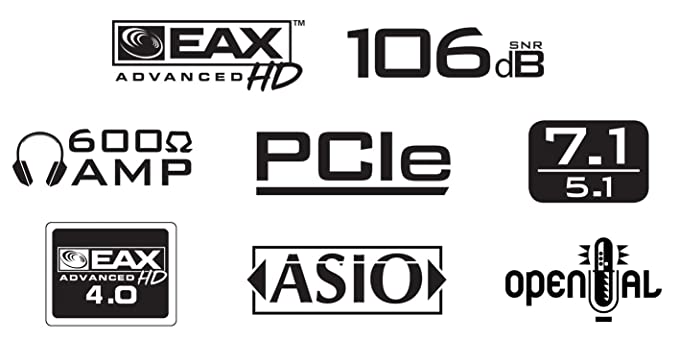 EAX™
ADVANCED HD
106 dB SNR
600Ω
AMP
PCIe
7.1
5.1
EAX
ADVANCED HD
4.0
ASIO
OPENAL